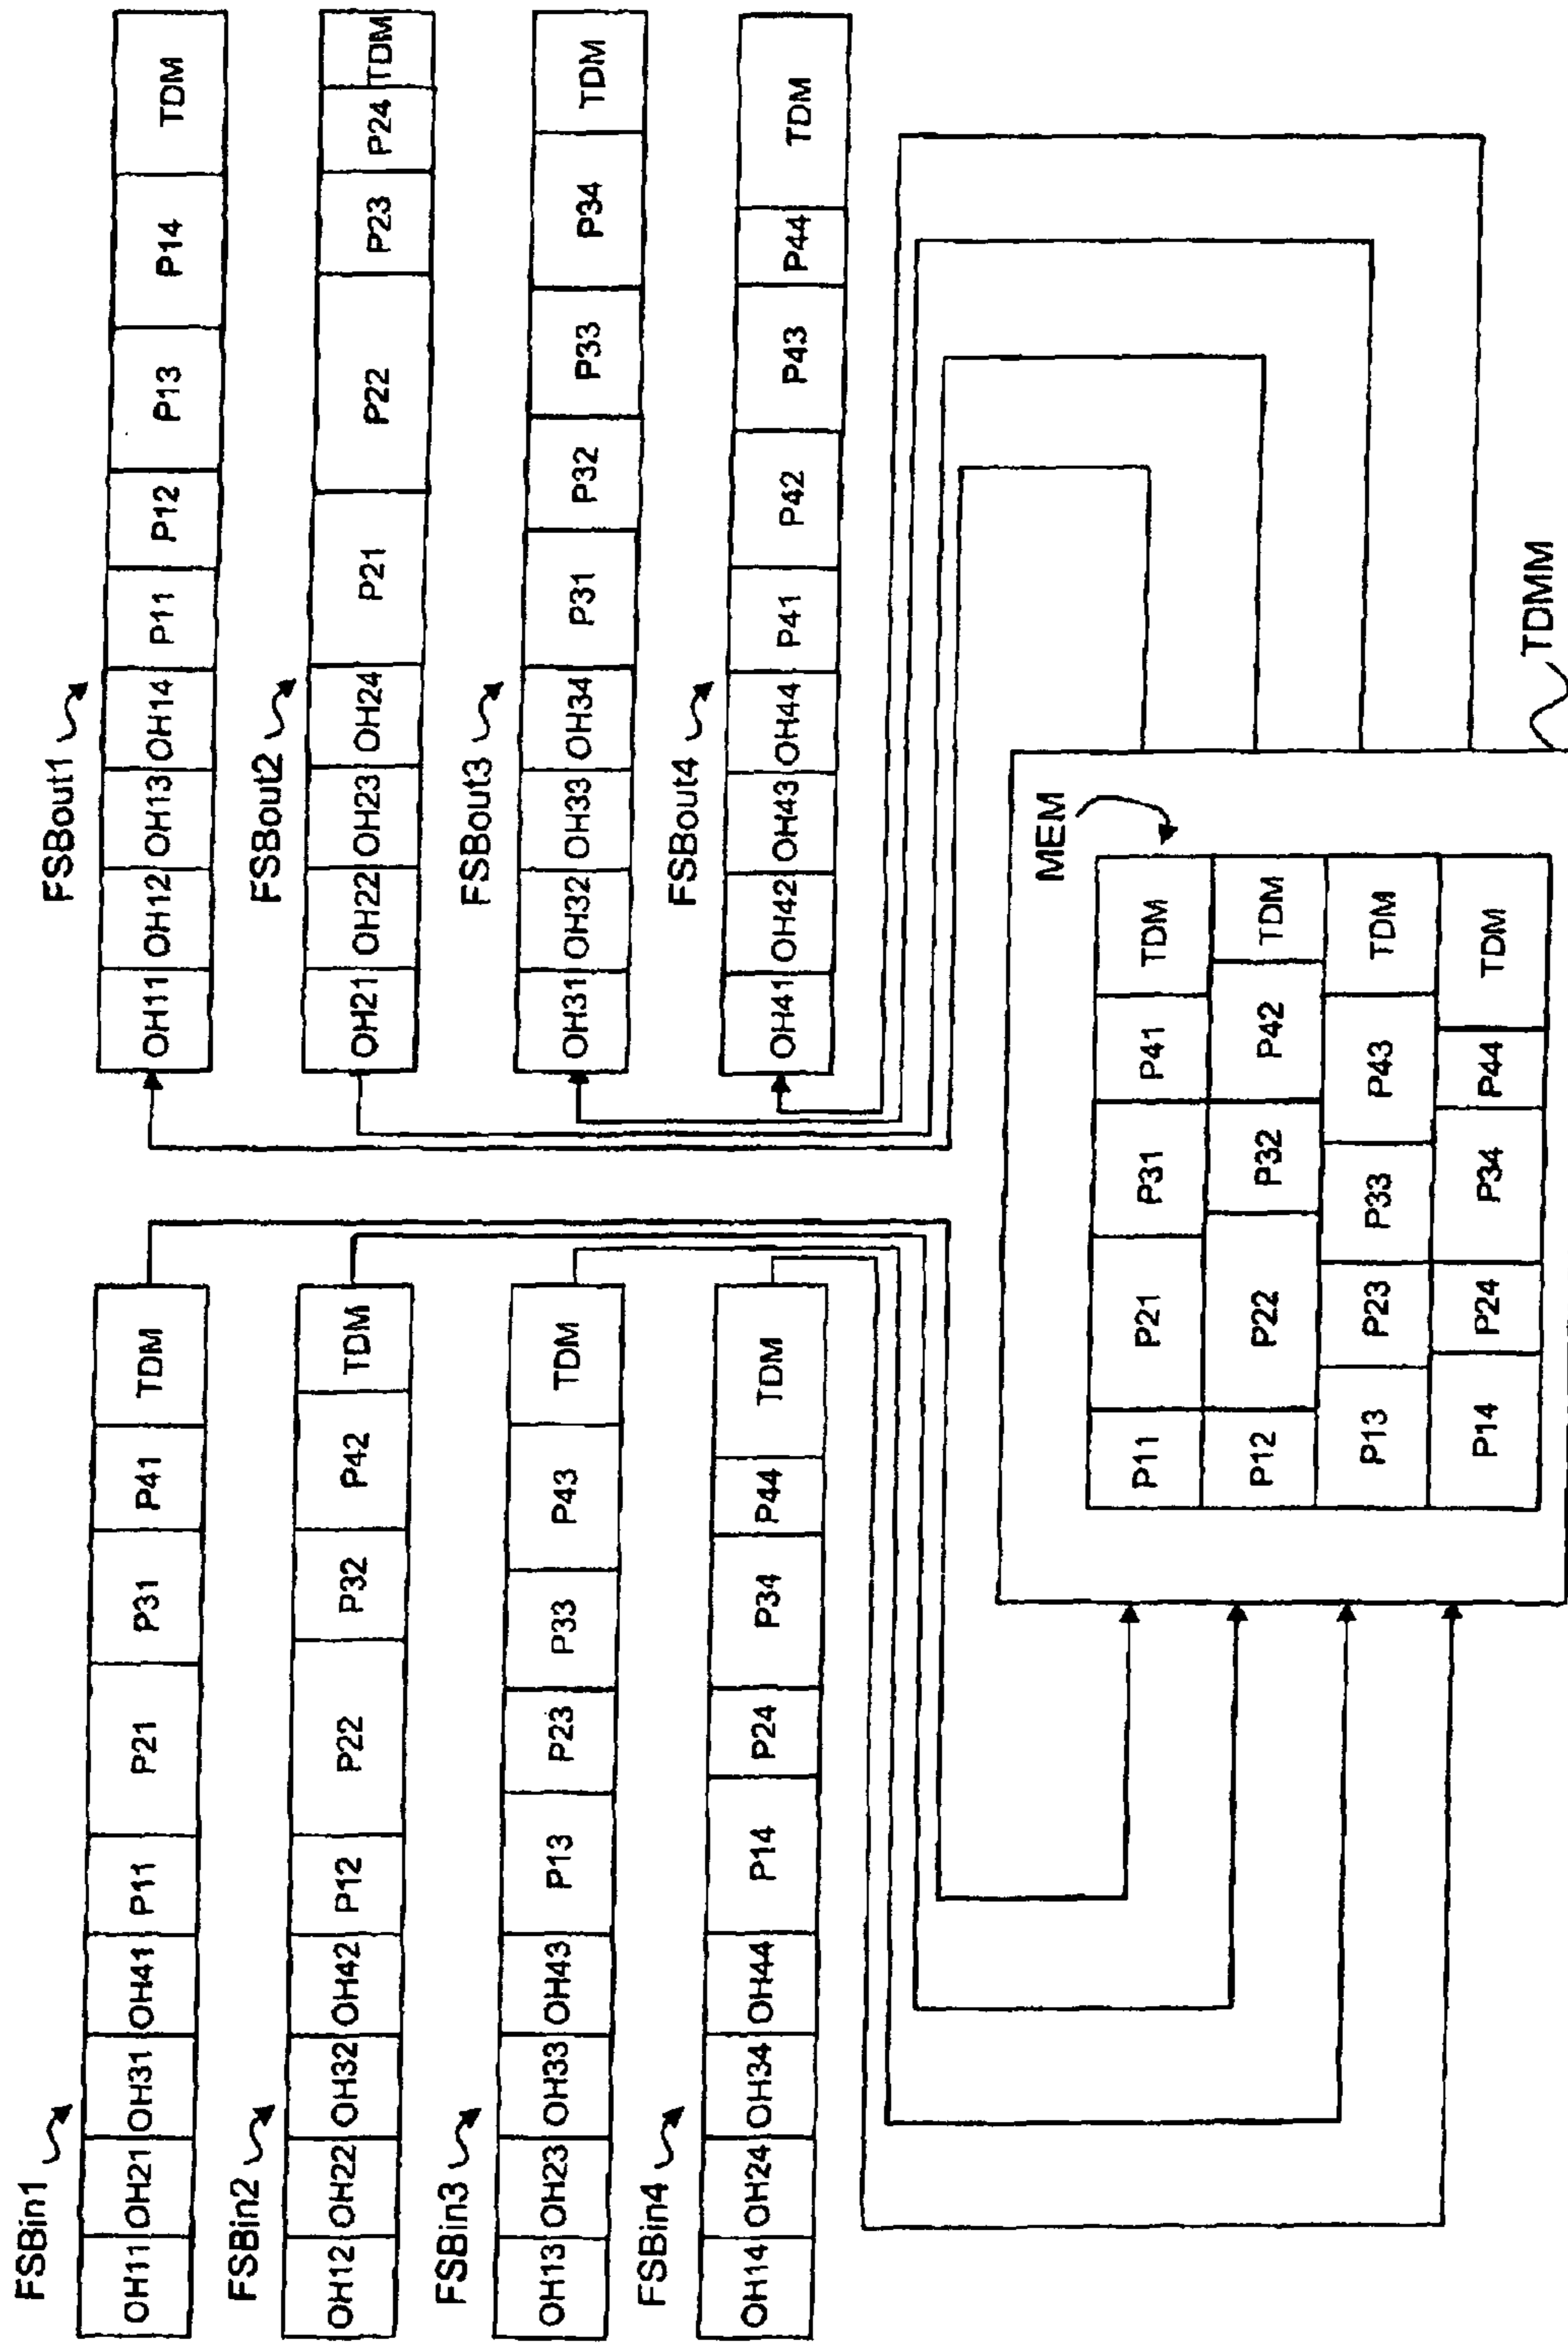 FSBin1
OH11 OH21 OH31 OH41 P11 P21 P31 P41 TDM
FSBin2
OH12 OH22 OH32 OH42 P12 P22 P32 P42 TDM
FSBin3
OH13 OH23 OH33 OH43 P13 P23 P33 P43 TDM
FSBin4
OH14 OH24 OH34 OH44 P14 P24 P34 P44 TDM
FSBout1
OH11 OH12 OH13 OH14 P11 P12 P13 P14 TDM
FSBout2
OH21 OH22 OH23 OH24 P21 P22 P23 P24 TDM
FSBout3
OH31 OH32 OH33 OH34 P31 P32 P33 P34 TDM
FSBout4
OH41 OH42 OH43 OH44 P41 P42 P43 P44 TDM
MEM
P11 P21 P31 P41 TDM
P12 P22 P32 P42 TDM
P13 P23 P33 P43 TDM
P14 P24 P34 P44 TDM
TDMM